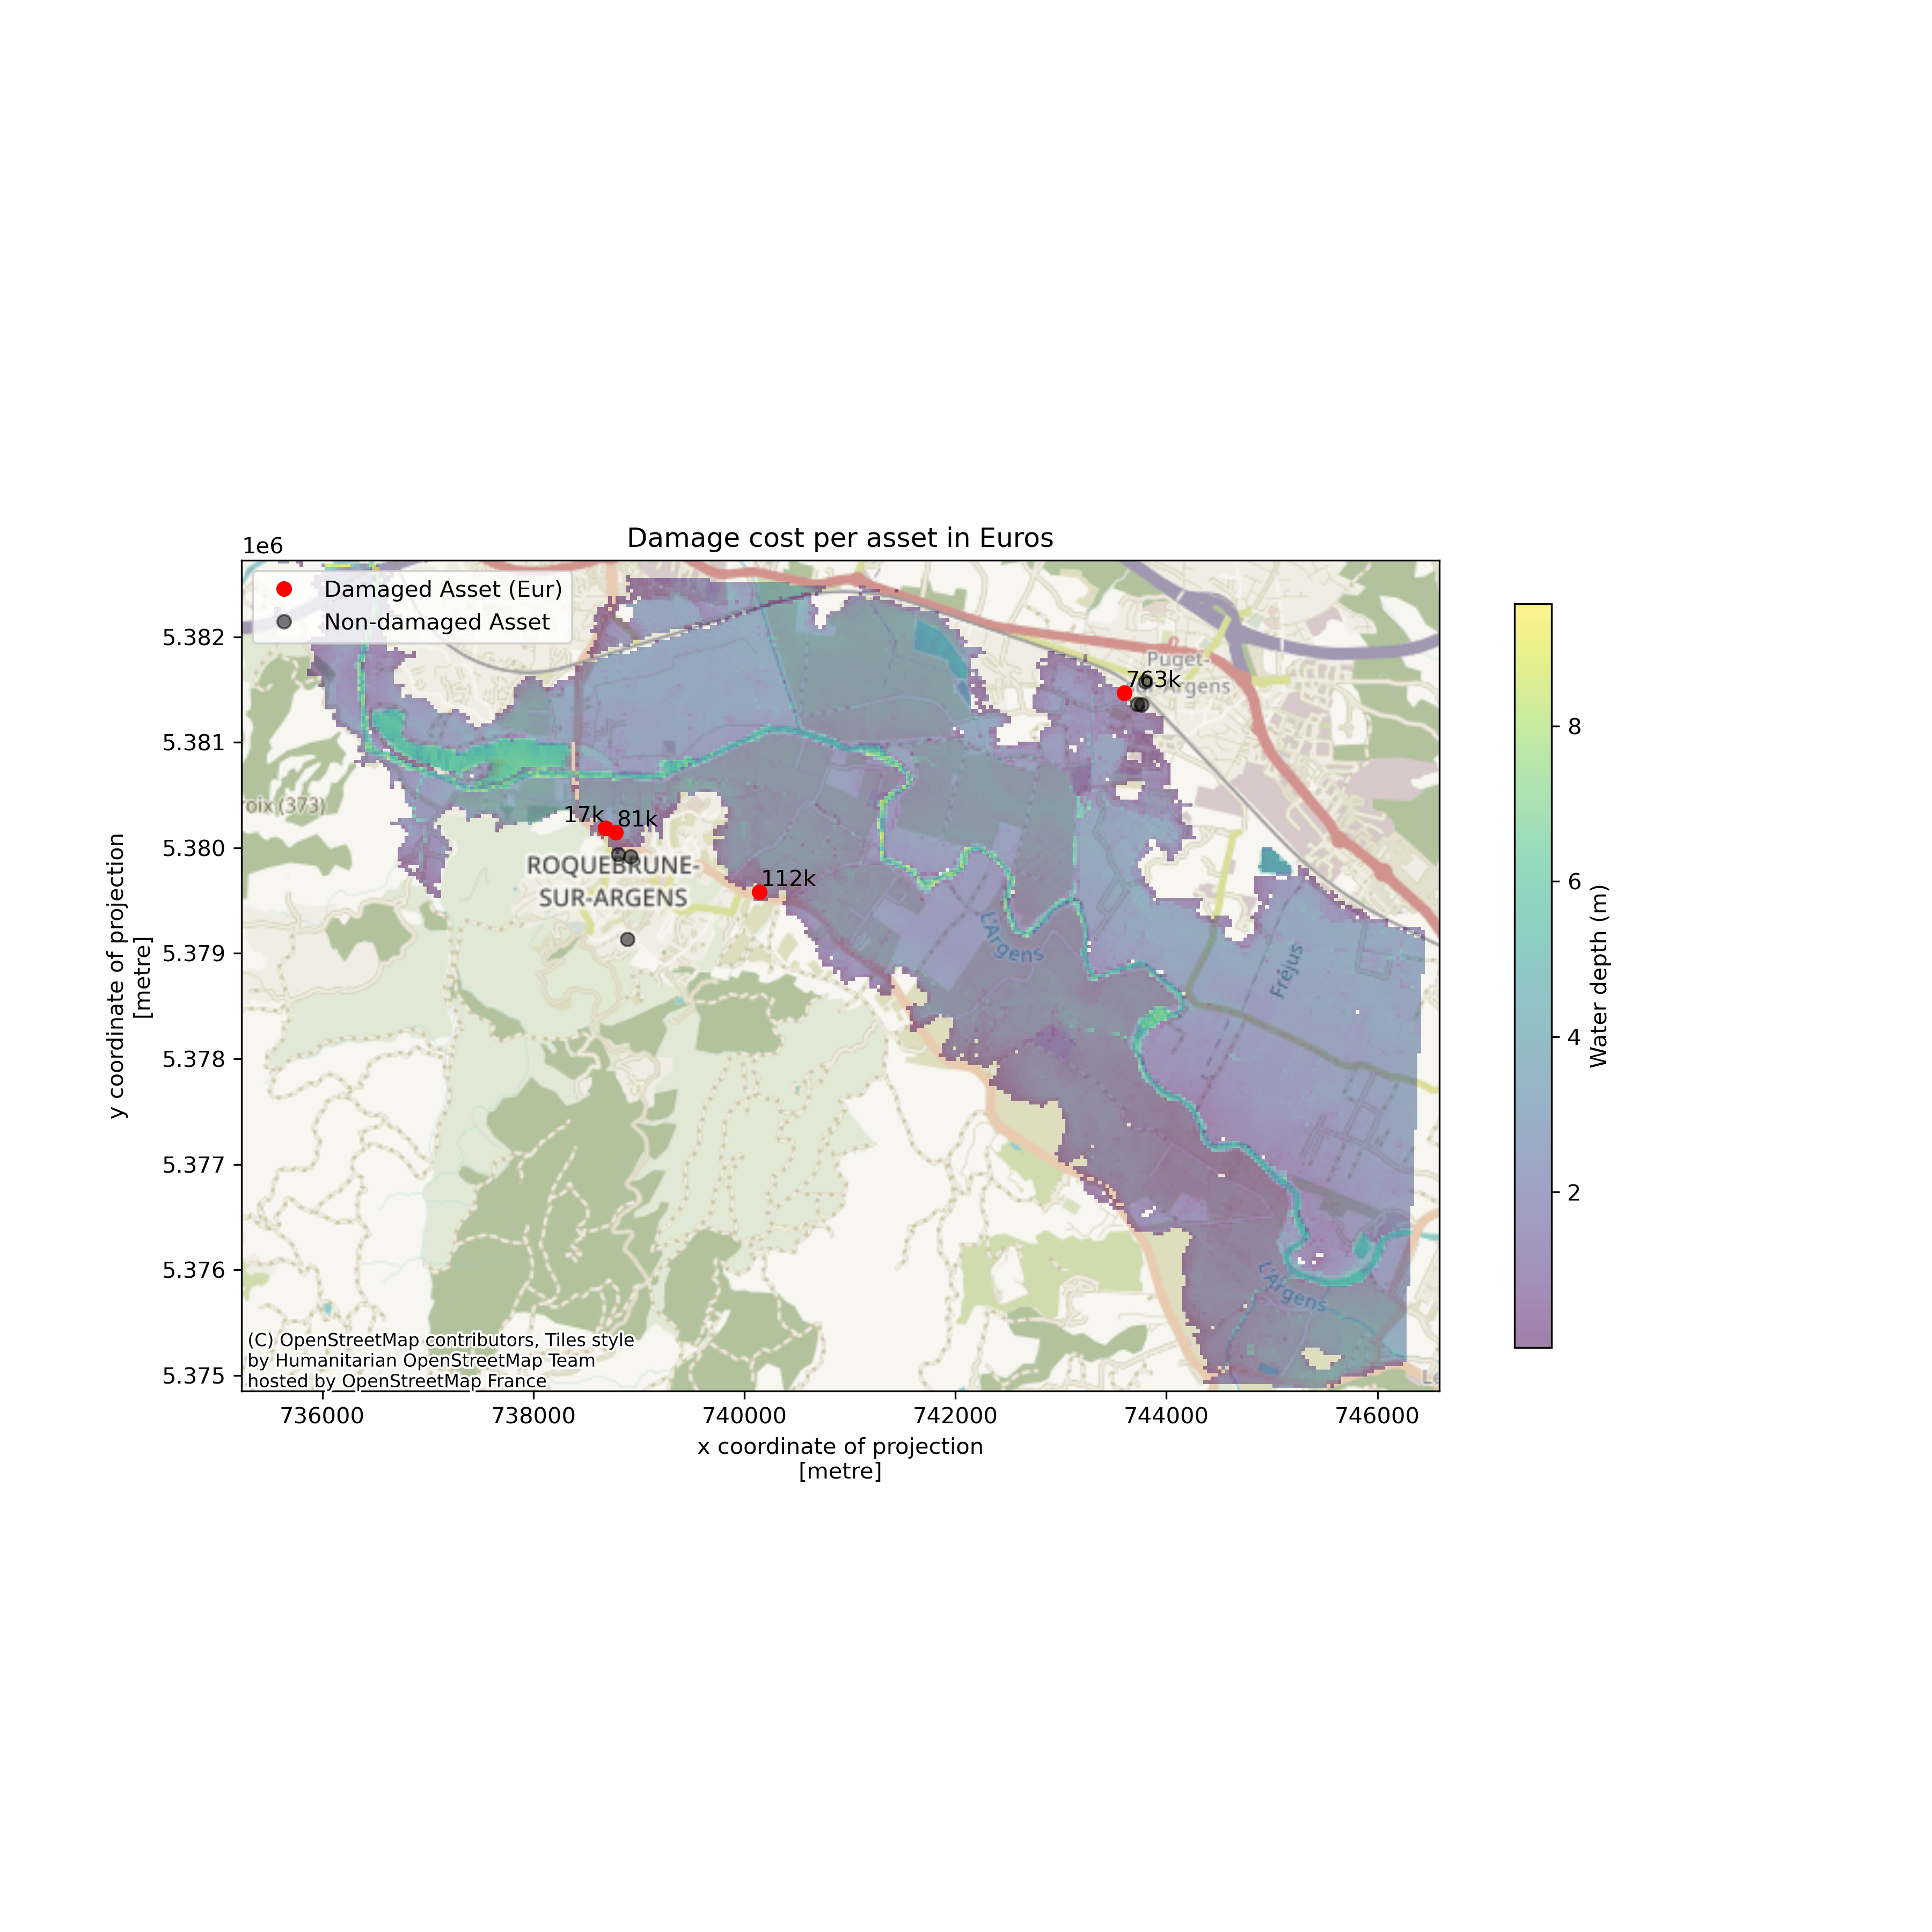 Damage cost per asset in Euros
1e6
Damaged Asset (Eur)
Non-damaged Asset
5.382
5.381
5.380
5.379
5.378
5.377
5.376
5.375
y coordinate of projection
[metre]
Puget-
763k
Argens
oix (373)
17k
81k
ROQUEBRUNE-
SUR-ARGENS
112k
L'Argens
Fréjus
L'Argens
Le
(C) OpenStreetMap contributors, Tiles style
by Humanitarian OpenStreetMap Team
hosted by OpenStreetMap France
736000
738000
740000
742000
744000
746000
x coordinate of projection
[metre]
8
6
4
2
Water depth (m)